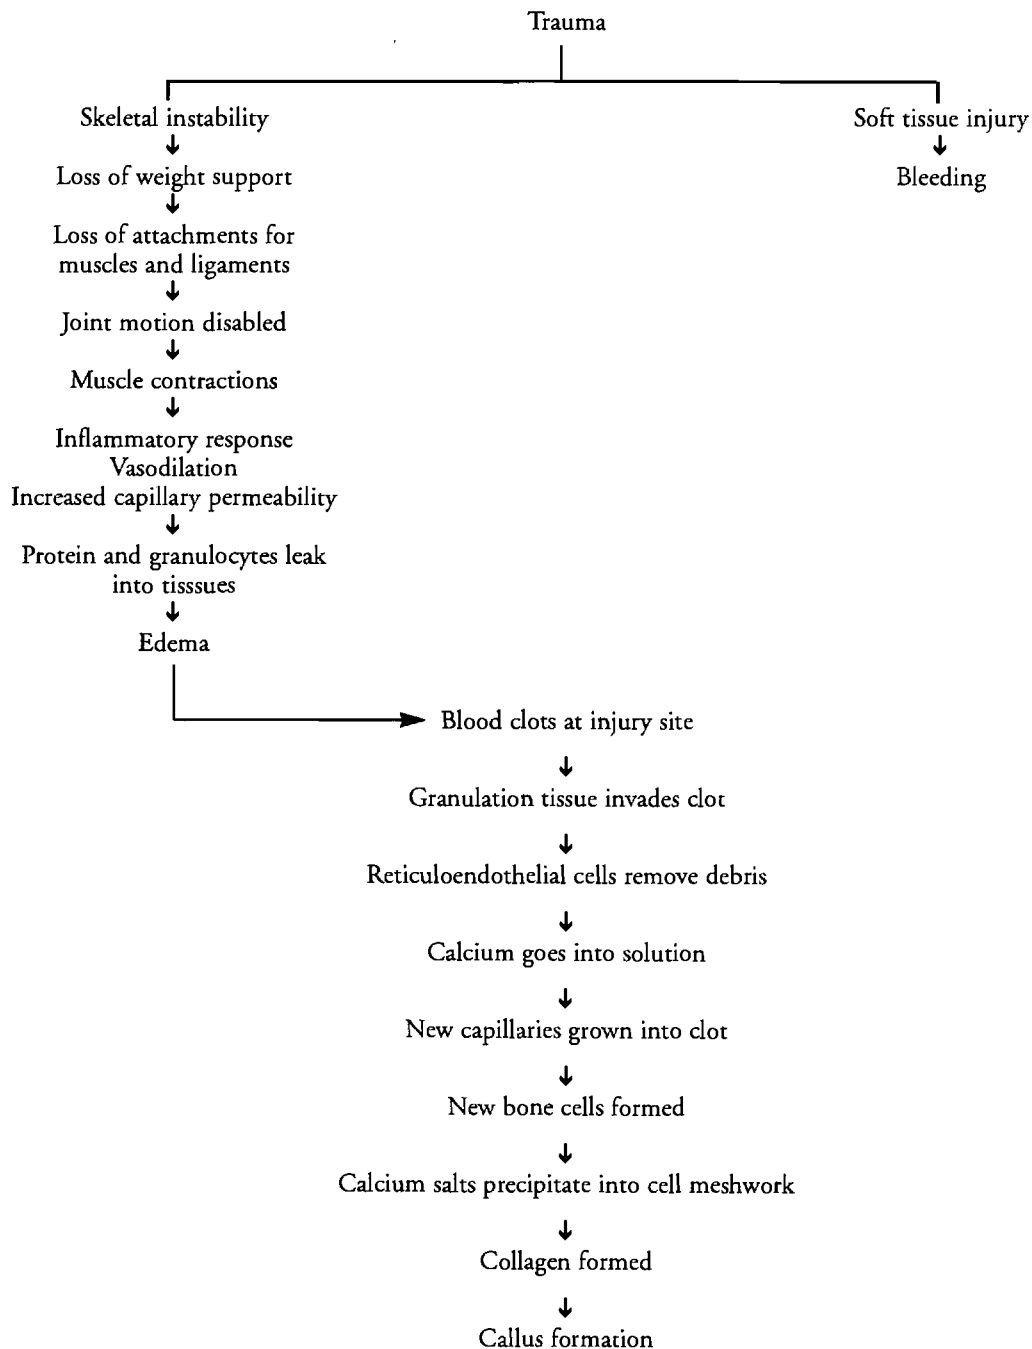 Trauma
Skeletal instability
Soft tissue injury
Loss of weight support
Bleeding
Loss of attachments for
muscles and ligaments
Joint motion disabled
Muscle contractions
Inflammatory response
Vasodilation
Increased capillary permeability
Protein and granulocytes leak
into tisssues
Edema
Blood clots at injury site
Granulation tissue invades clot
Reticuloendothelial cells remove debris
Calcium goes into solution
New capillaries grown into clot
New bone cells formed
Calcium salts precipitate into cell meshwork
Collagen formed
Callus formation